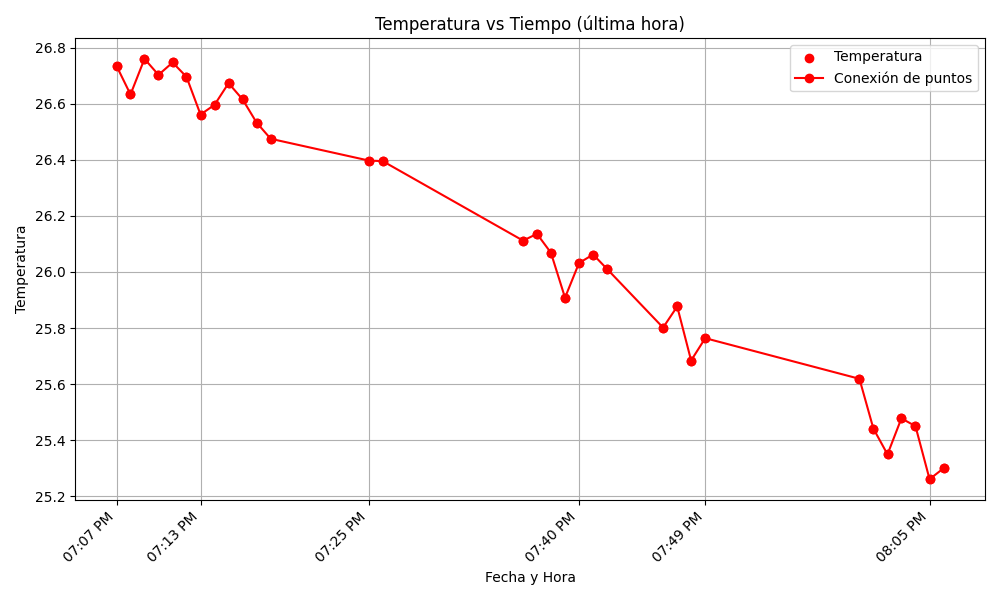 Temperatura vs Tiempo (última hora)
Temperatura
Conexión de puntos
26.8
26.6
26.4
26.2
26.0
25.8
25.6
25.4
25.2
Temperatura
07:07 PM
07:13 PM
07:25 PM
07:40 PM
07:49 PM
08:05 PM
Fecha y Hora